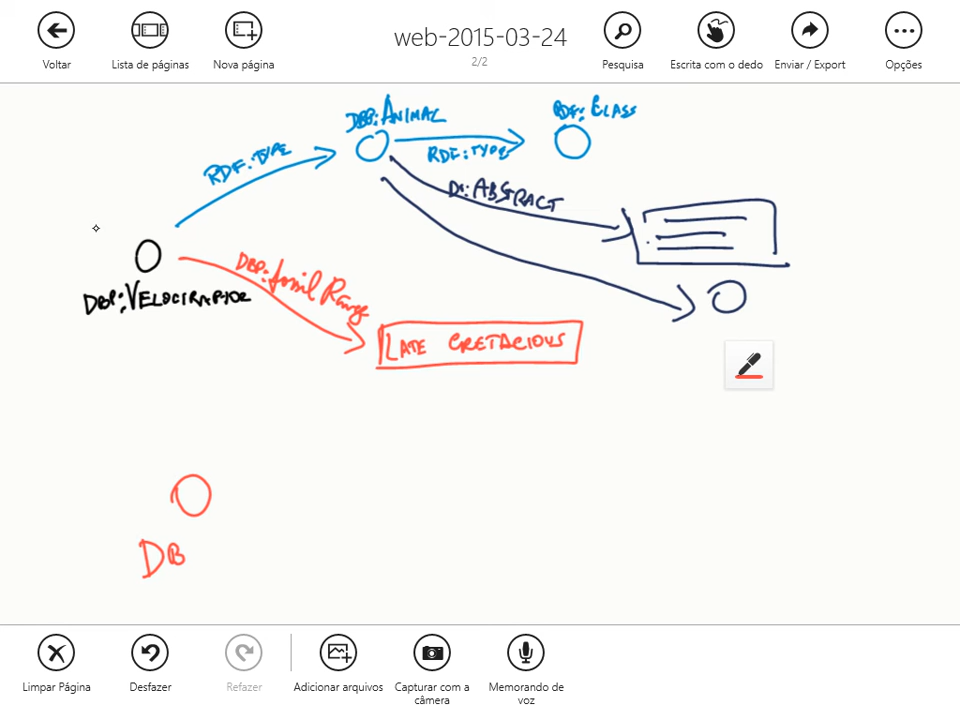 Voltar
Lista de páginas
Nova página
web-2015-03-24
2/2
Pesquisa
Escrita com o dedo
Enviar / Export
Opções
DBP:ANIMAL
RDF:CLASS
RDF:TYPE
RDF:TYPE
D:ABSTRACT
DBP:VELOCIRAPTOR
DBP:fossil Range
LATE CRETACIOUS
DB
Limpar Página
Desfazer
Refazer
Adicionar arquivos
Capturar com a
câmera
Memorando de
voz